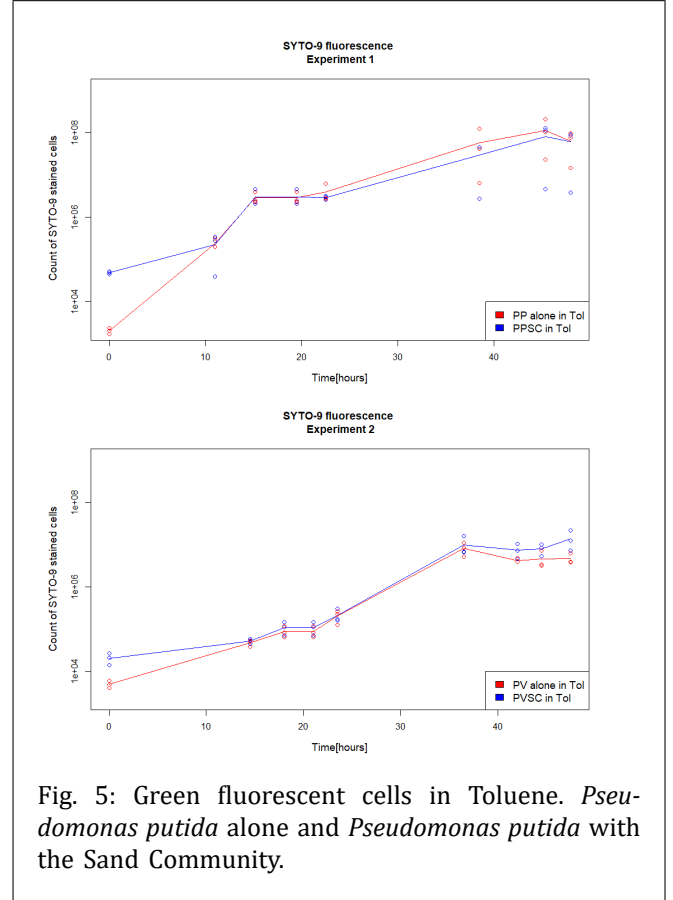 SYTO-9 fluorescence
Experiment 1
Count of SYTO-9 stained cells
1e+08
1e+06
1e+04
PP alone in Tol
PPSC in Tol
0 10 20 30 40
Time[hours]
SYTO-9 fluorescence
Experiment 2
Count of SYTO-9 stained cells
1e+08
1e+06
1e+04
PV alone in Tol
PVSC in Tol
0 10 20 30 40
Time[hours]
Fig. 5: Green fluorescent cells in Toluene. Pseu-
domonas putida alone and Pseudomonas putida with
the Sand Community.